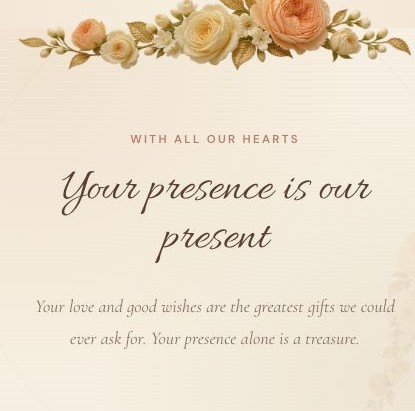 WITH ALL OUR HEARTS
Your presence is our
present
Your love and good wishes are the greatest gifts we could
ever ask for. Your presence alone is a treasure.